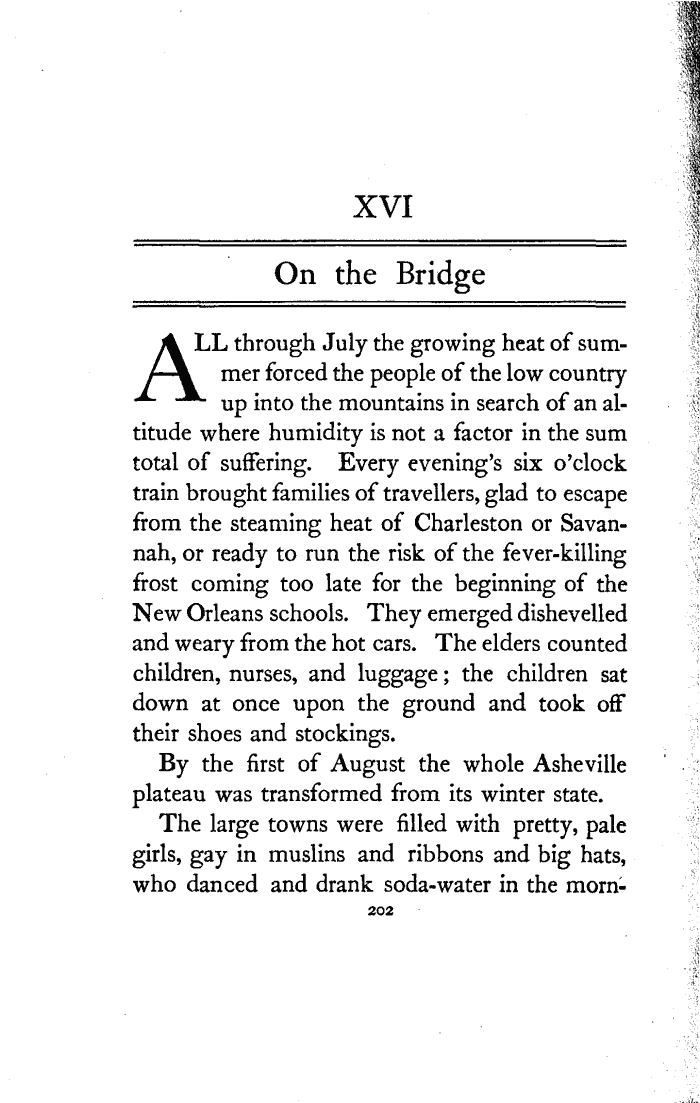 XVI
On the Bridge
ALL through July the growing heat of sum-
mer forced the people of the low country
up into the mountains in search of an al-
titude where humidity is not a factor in the sum
total of suffering. Every evening's six o'clock
train brought families of travellers, glad to escape
from the steaming heat of Charleston or Savan-
nah, or ready to run the risk of the fever-killing
frost coming too late for the beginning of the
New Orleans schools. They emerged dishevelled
and weary from the hot cars. The elders counted
children, nurses, and luggage; the children sat
down at once upon the ground and took off
their shoes and stockings.
By the first of August the whole Asheville
plateau was transformed from its winter state.
The large towns were filled with pretty, pale
girls, gay in muslins and ribbons and big hats,
who danced and drank soda-water in the morn-
202